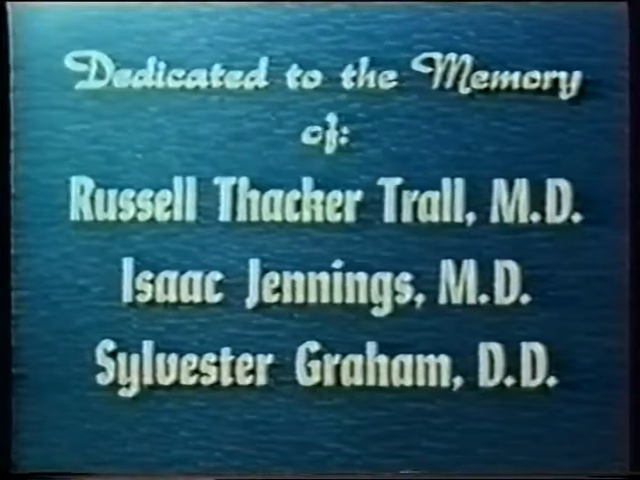 Dedicated to the Memory
of:
Russell Thacker Trall, M.D.
Isaac Jennings, M.D.
Sylvester Graham, D.D.